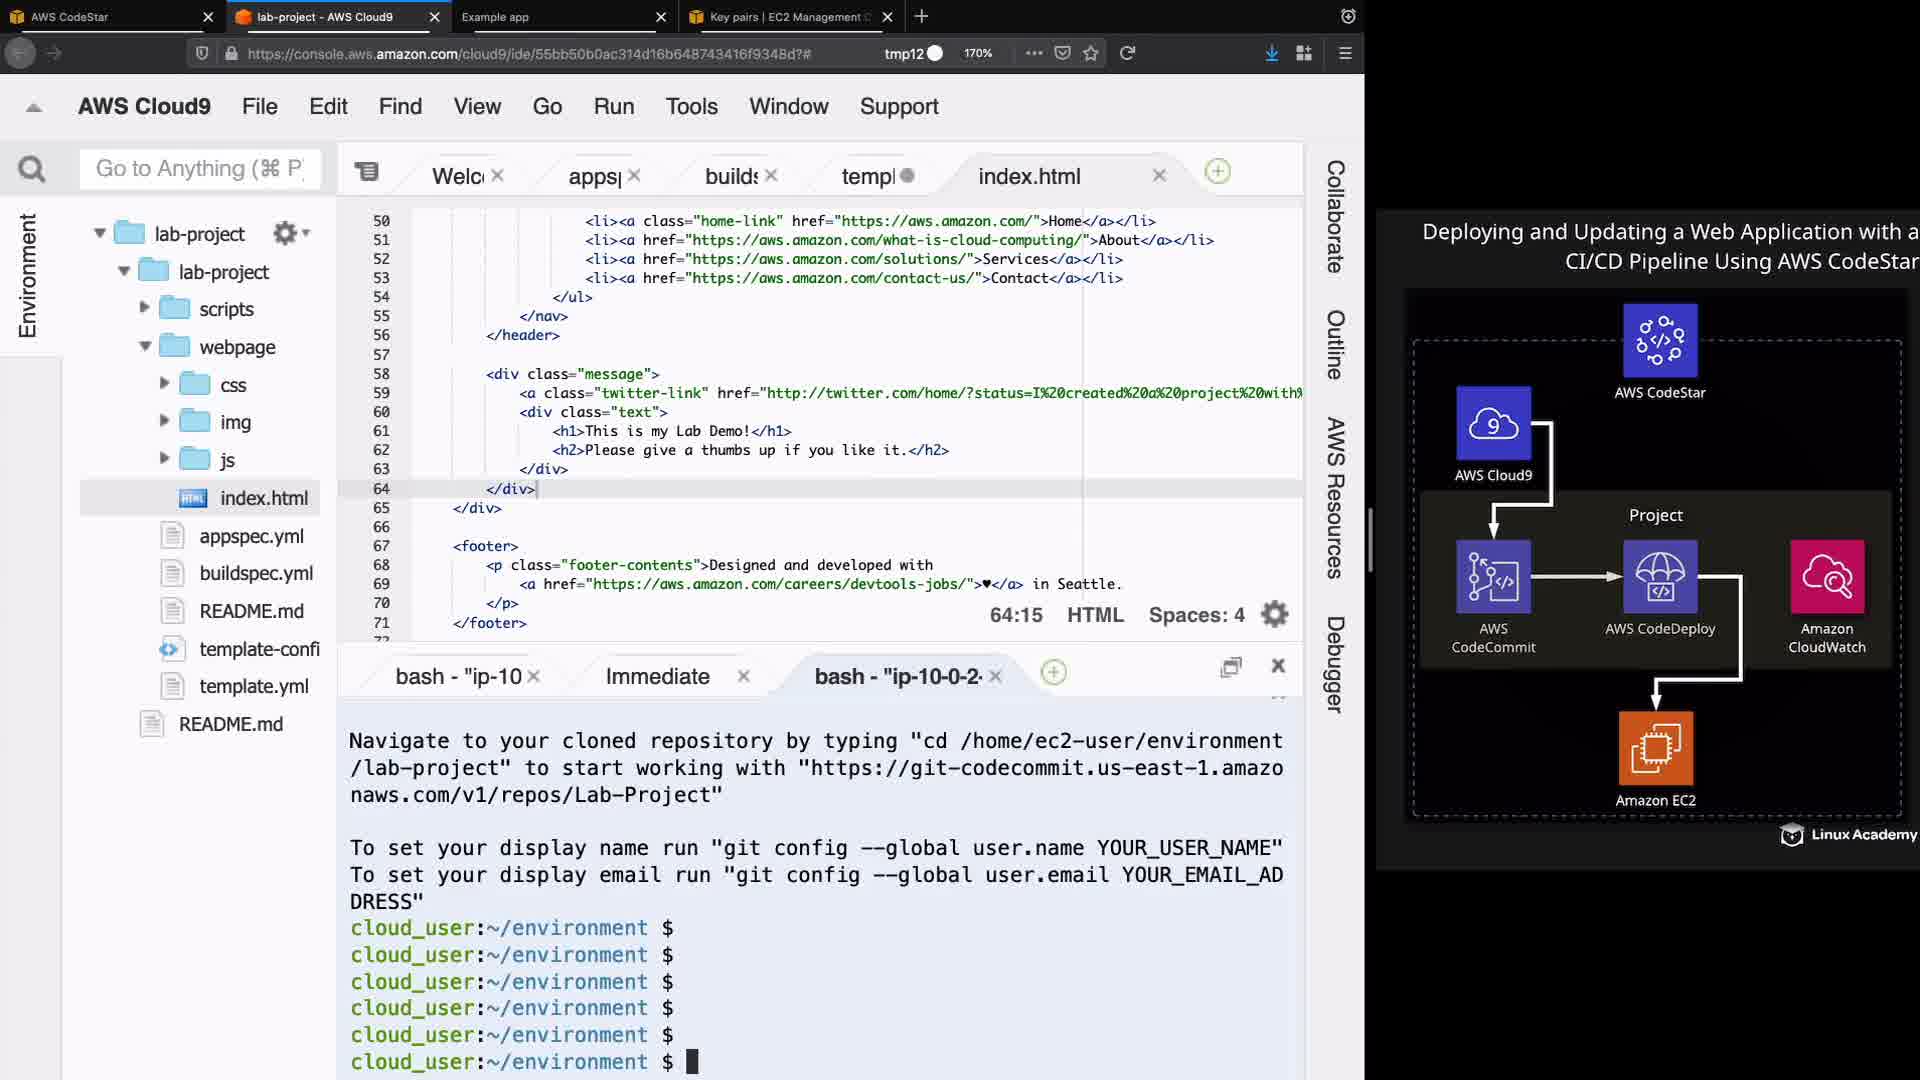 AWS CodeStar
lab-project - AWS Cloud9
Example app
Key pairs | EC2 Management C
https://console.aws.amazon.com/cloud9/ide/55bb50b0ac314d16b648743416f9348d?#
tmp12
170%
AWS Cloud9 File Edit Find View Go Run Tools Window Support
Go to Anything (⌘ P)
Welc
apps
builds
templ
index.html
Environment
lab-project
lab-project
scripts
webpage
css
img
js
index.html
appspec.yml
buildspec.yml
README.md
template-confi
template.yml
README.md
50 <li><a class="home-link" href="https://aws.amazon.com/">Home</a></li>
51 <li><a href="https://aws.amazon.com/what-is-cloud-computing/">About</a></li>
52 <li><a href="https://aws.amazon.com/solutions/">Services</a></li>
53 <li><a href="https://aws.amazon.com/contact-us/">Contact</a></li>
54 </ul>
55 </nav>
56 </header>
57
58 <div class="message">
59 <a class="twitter-link" href="http://twitter.com/home/?status=I%20created%20a%20project%20with%
60 <div class="text">
61 <h1>This is my Lab Demo!</h1>
62 <h2>Please give a thumbs up if you like it.</h2>
63 </div>
64 </div>
65 </div>
66
67 <footer>
68 <p class="footer-contents">Designed and developed with
69 <a href="https://aws.amazon.com/careers/devtools-jobs/">♥</a> in Seattle.
70 </p>
71 </footer>
64:15 HTML Spaces: 4
Collaborate
Outline
AWS Resources
Debugger
bash - "ip-10
Immediate
bash - "ip-10-0-2-
Navigate to your cloned repository by typing "cd /home/ec2-user/environment
/lab-project" to start working with "https://git-codecommit.us-east-1.amazo
naws.com/v1/repos/Lab-Project"
To set your display name run "git config --global user.name YOUR_USER_NAME"
To set your display email run "git config --global user.email YOUR_EMAIL_AD
DRESS"
cloud_user:~/environment $
cloud_user:~/environment $
cloud_user:~/environment $
cloud_user:~/environment $
cloud_user:~/environment $
cloud_user:~/environment $
Deploying and Updating a Web Application with a
CI/CD Pipeline Using AWS CodeStar
AWS CodeStar
9
AWS Cloud9
Project
AWS
CodeCommit
AWS CodeDeploy
Amazon
CloudWatch
Amazon EC2
Linux Academy